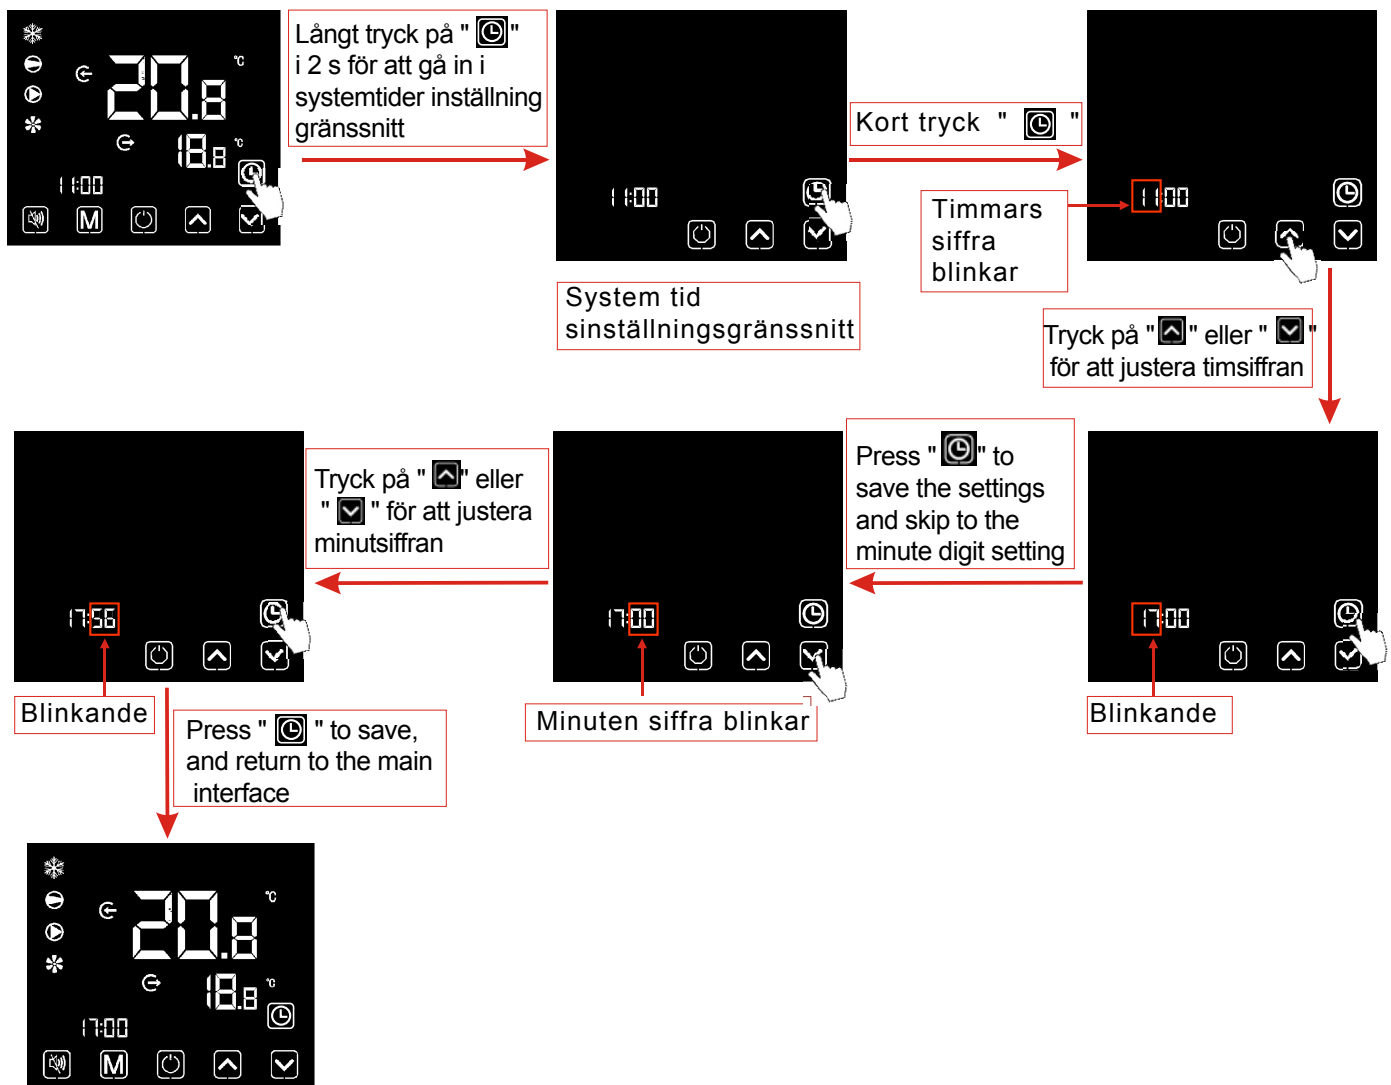 20.8 °C
18.8 °C
11:00
M
Långt tryck på " "
i 2 s för att gå in i
systemtider inställning
gränssnitt
11:00
System tid
sinställningsgränssnitt
Kort tryck " "
11:00
Timmars
siffra
blinkar
Tryck på " " eller " "
för att justera timsiffran
17:00
Blinkande
Press " " to
save the settings
and skip to the
minute digit setting
17:00
Minuten siffra blinkar
Tryck på " " eller
" " för att justera
minutsiffran
17:56
Blinkande
Press " " to save,
and return to the main
interface
20.8 °C
18.8 °C
17:00
M